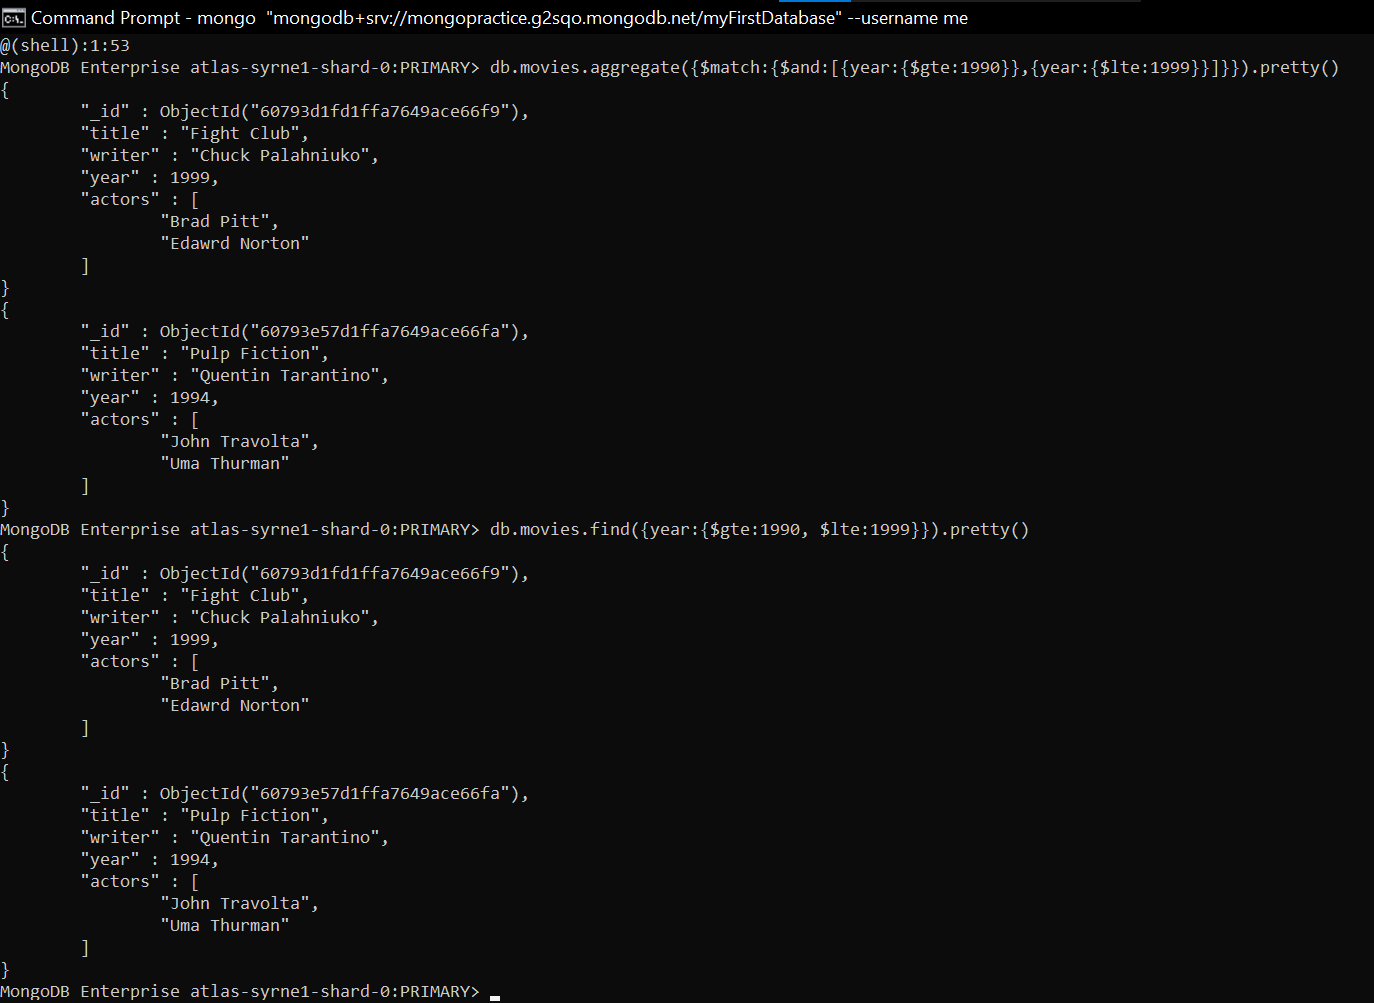 Command Prompt - mongo "mongodb+srv://mongopractice.g2sqo.mongodb.net/myFirstDatabase" --username me
@(shell):1:53
MongoDB Enterprise atlas-syrne1-shard-0:PRIMARY> db.movies.aggregate({$match:{$and:[{year:{$gte:1990}},{year:{$lte:1999}}]}}).pretty()
{
"_id" : ObjectId("60793d1fd1ffa7649ace66f9"),
"title" : "Fight Club",
"writer" : "Chuck Palahniuko",
"year" : 1999,
"actors" : [
"Brad Pitt",
"Edawrd Norton"
]
}
{
"_id" : ObjectId("60793e57d1ffa7649ace66fa"),
"title" : "Pulp Fiction",
"writer" : "Quentin Tarantino",
"year" : 1994,
"actors" : [
"John Travolta",
"Uma Thurman"
]
}
MongoDB Enterprise atlas-syrne1-shard-0:PRIMARY> db.movies.find({year:{$gte:1990, $lte:1999}}).pretty()
{
"_id" : ObjectId("60793d1fd1ffa7649ace66f9"),
"title" : "Fight Club",
"writer" : "Chuck Palahniuko",
"year" : 1999,
"actors" : [
"Brad Pitt",
"Edawrd Norton"
]
}
{
"_id" : ObjectId("60793e57d1ffa7649ace66fa"),
"title" : "Pulp Fiction",
"writer" : "Quentin Tarantino",
"year" : 1994,
"actors" : [
"John Travolta",
"Uma Thurman"
]
}
MongoDB Enterprise atlas-syrne1-shard-0:PRIMARY>